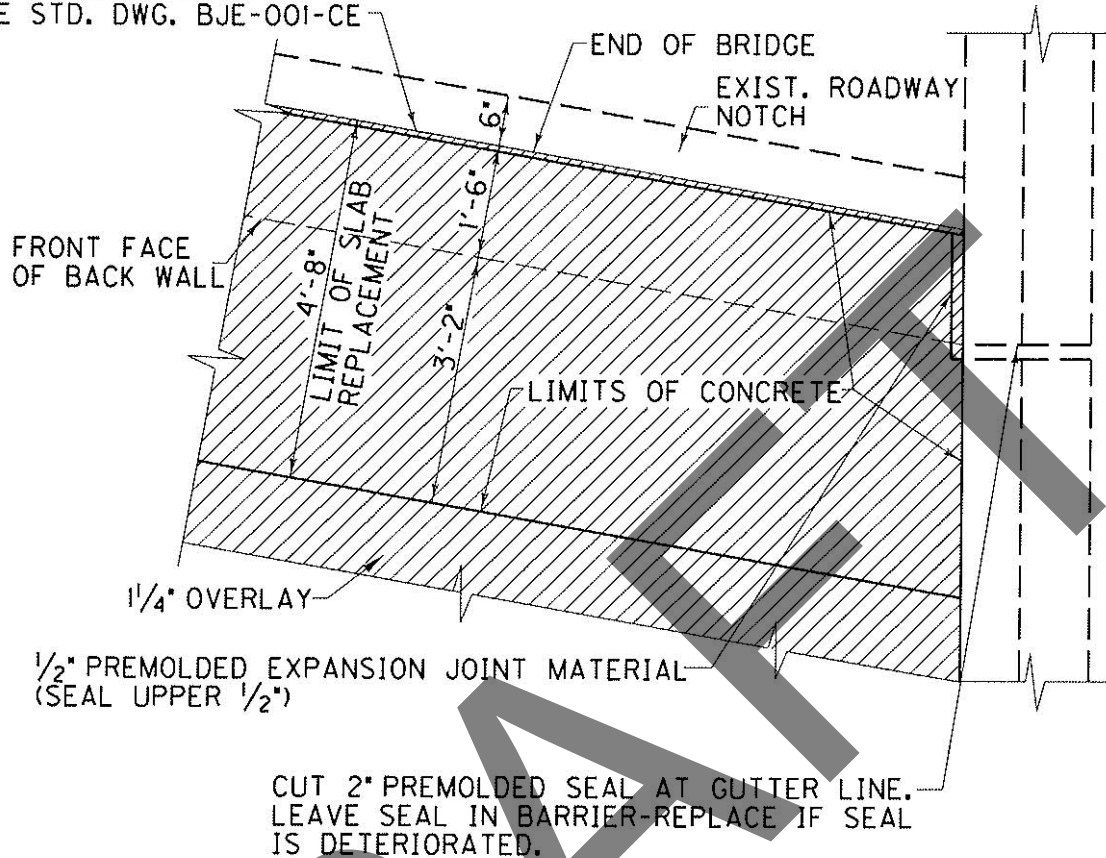 E STD. DWG. BJE-001-CE
END OF BRIDGE
EXIST. ROADWAY
NOTCH
6"
1'-6"
FRONT FACE
OF BACK WALL
4'-8"
LIMIT OF SLAB
REPLACEMENT
3'-2"
LIMITS OF CONCRETE
1 1/4" OVERLAY
1/2" PREMOLDED EXPANSION JOINT MATERIAL
(SEAL UPPER 1/2")
CUT 2" PREMOLDED SEAL AT GUTTER LINE.
LEAVE SEAL IN BARRIER-REPLACE IF SEAL
IS DETERIORATED.
AFT